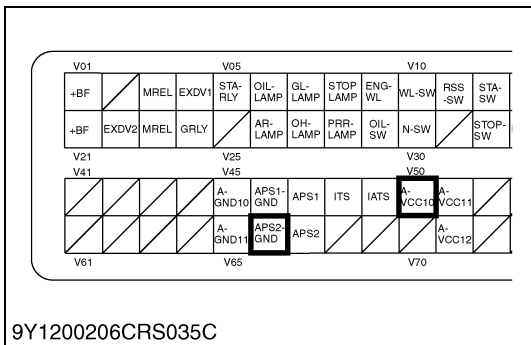 V01 V05 V10
+BF MREL EXDV1 STA-RLY OIL-LAMP GL-LAMP STOP LAMP ENG-WL WL-SW RSS-SW STA-SW
+BF EXDV2 MREL GRLY AR-LAMP OH-LAMP PRR-LAMP OIL-SW N-SW STOP-SW
V21 V25 V30
V41 V45 V50
A-GND10 APS1-GND APS1 ITS IATS A-VCC10 A-VCC11
A-GND11 APS2-GND APS2 A-VCC12
V61 V65 V70
9Y1200206CRS035C